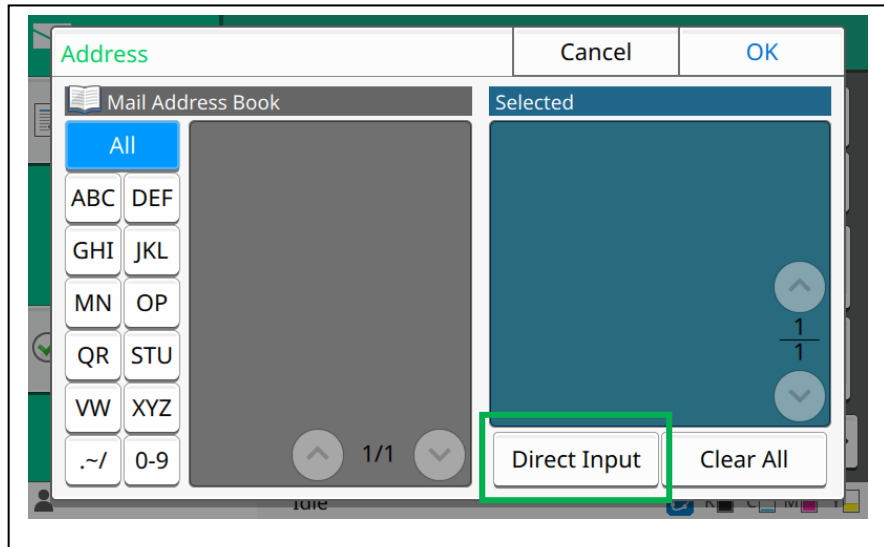 Address
Cancel
OK
Mail Address Book
Selected
All
ABC DEF
GHI JKL
MN OP
QR STU
VW XYZ
.~/ 0-9
1/1
1
1
Direct Input
Clear All
Idle
K C M Y